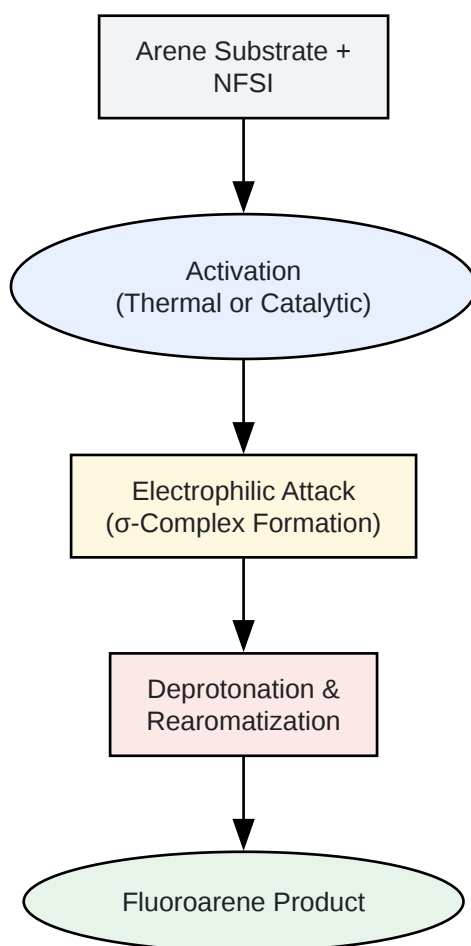 Arene Substrate +
NFSI
Activation
(Thermal or Catalytic)
Electrophilic Attack
(σ-Complex Formation)
Deprotonation &
Rearomatization
Fluoroarene Product